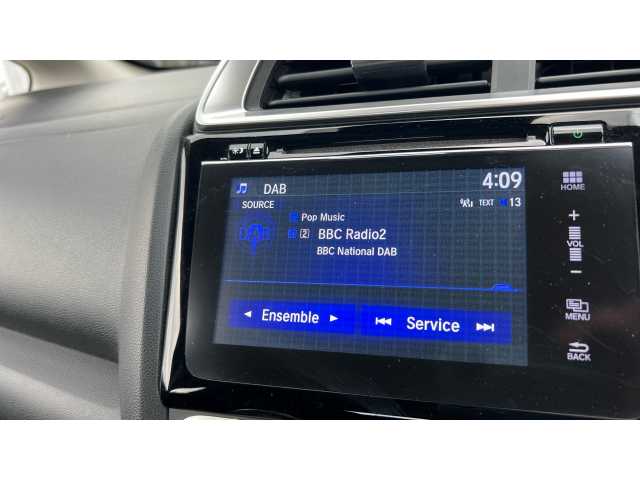 DAB
4:09
SOURCE
TEXT
13
Pop Music
2 BBC Radio2
BBC National DAB
Ensemble
Service
HOME
+
VOL
-
MENU
BACK